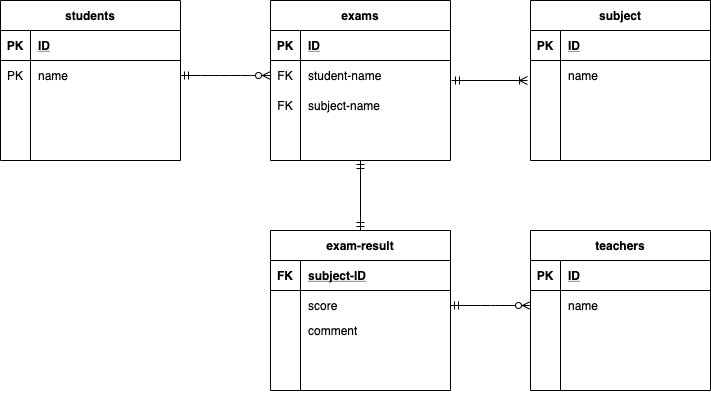 students
PK ID
PK name
exams
PK ID
FK student-name
FK subject-name
subject
PK ID
name
exam-result
FK subject-ID
score
comment
teachers
PK ID
name